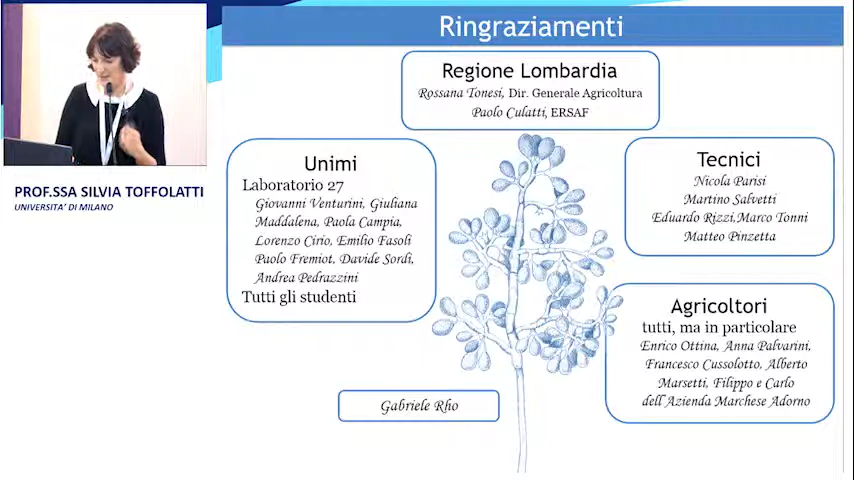 Ringraziamenti
Regione Lombardia
Rossana Tonesi, Dir. Generale Agricoltura
Paolo Culatti, ERSAF
Unimi
Laboratorio 27
Giovanni Venturini, Giuliana
Maddalena, Paola Campia,
Lorenzo Cirio, Emilio Fasoli
Paolo Fremiot, Davide Sordi,
Andrea Pedrazzini
Tutti gli studenti
Tecnici
Nicola Parisi
Martino Salvetti
Eduardo Rizzi,Marco Tonni
Matteo Pinzetta
Agricoltori
tutti, ma in particolare
Enrico Ottina, Anna Palvarini,
Francesco Cussolotto, Alberto
Marsetti, Filippo e Carlo
dell'Azienda Marchese Adorno
Gabriele Rho
PROF.SSA SILVIA TOFFOLATTI
UNIVERSITA' DI MILANO